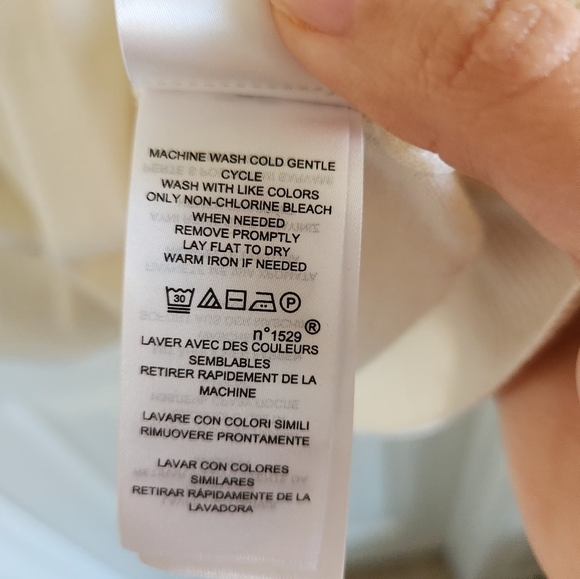 MACHINE WASH COLD GENTLE
CYCLE
WASH WITH LIKE COLORS
ONLY NON-CHLORINE BLEACH
WHEN NEEDED
REMOVE PROMPTLY
LAY FLAT TO DRY
WARM IRON IF NEEDED
30 P
n°1529®
LAVER AVEC DES COULEURS
SEMBLABLES
RETIRER RAPIDEMENT DE LA
MACHINE
LAVARE CON COLORI SIMILI
RIMUOVERE PRONTAMENTE
LAVAR CON COLORES
SIMILARES
RETIRAR RÁPIDAMENTE DE LA
LAVADORA